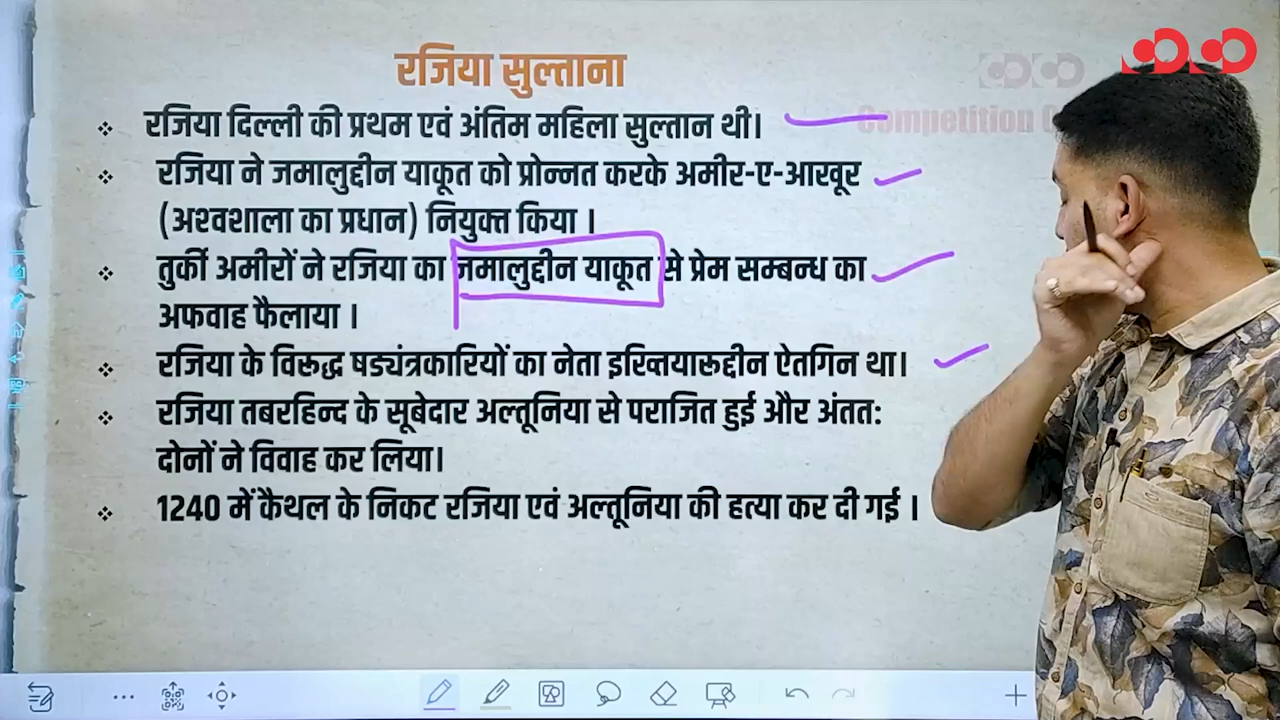 रजिया सुल्ताना
रजिया दिल्ली की प्रथम एवं अंतिम महिला सुल्तान थी।
रजिया ने जमालुद्दीन याकूत को प्रोन्नत करके अमीर-ए-आखूर
(अश्वशाला का प्रधान) नियुक्त किया ।
तुर्की अमीरों ने रजिया का जमालुद्दीन याकूत से प्रेम सम्बन्ध का
अफवाह फैलाया ।
रजिया के विरूद्ध षड्यंत्रकारियों का नेता इख्तियारूद्दीन ऐतगिन था।
रजिया तबरहिन्द के सूबेदार अल्तूनिया से पराजित हुई और अंतत:
दोनों ने विवाह कर लिया।
1240 में कैथल के निकट रजिया एवं अल्तूनिया की हत्या कर दी गई ।
Competition